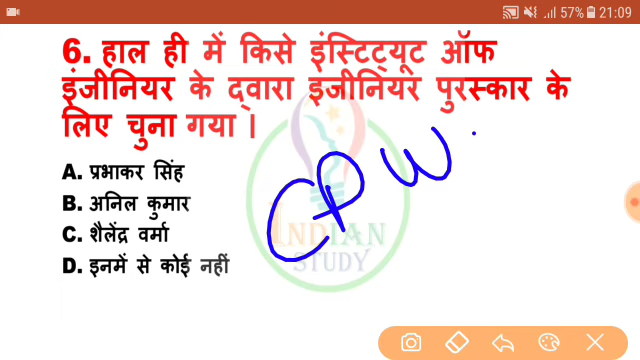 57% 21:09
6. हाल ही में किसे इंस्टिट्यूट ऑफ
इंजीनियर के द्वारा इंजीनियर पुरस्कार के
लिए चुना गया |
A. प्रभाकर सिंह
B. अनिल कुमार
C. शैलेंद्र वर्मा
D. इनमें से कोई नहीं
CPW
INDIAN
STUDY